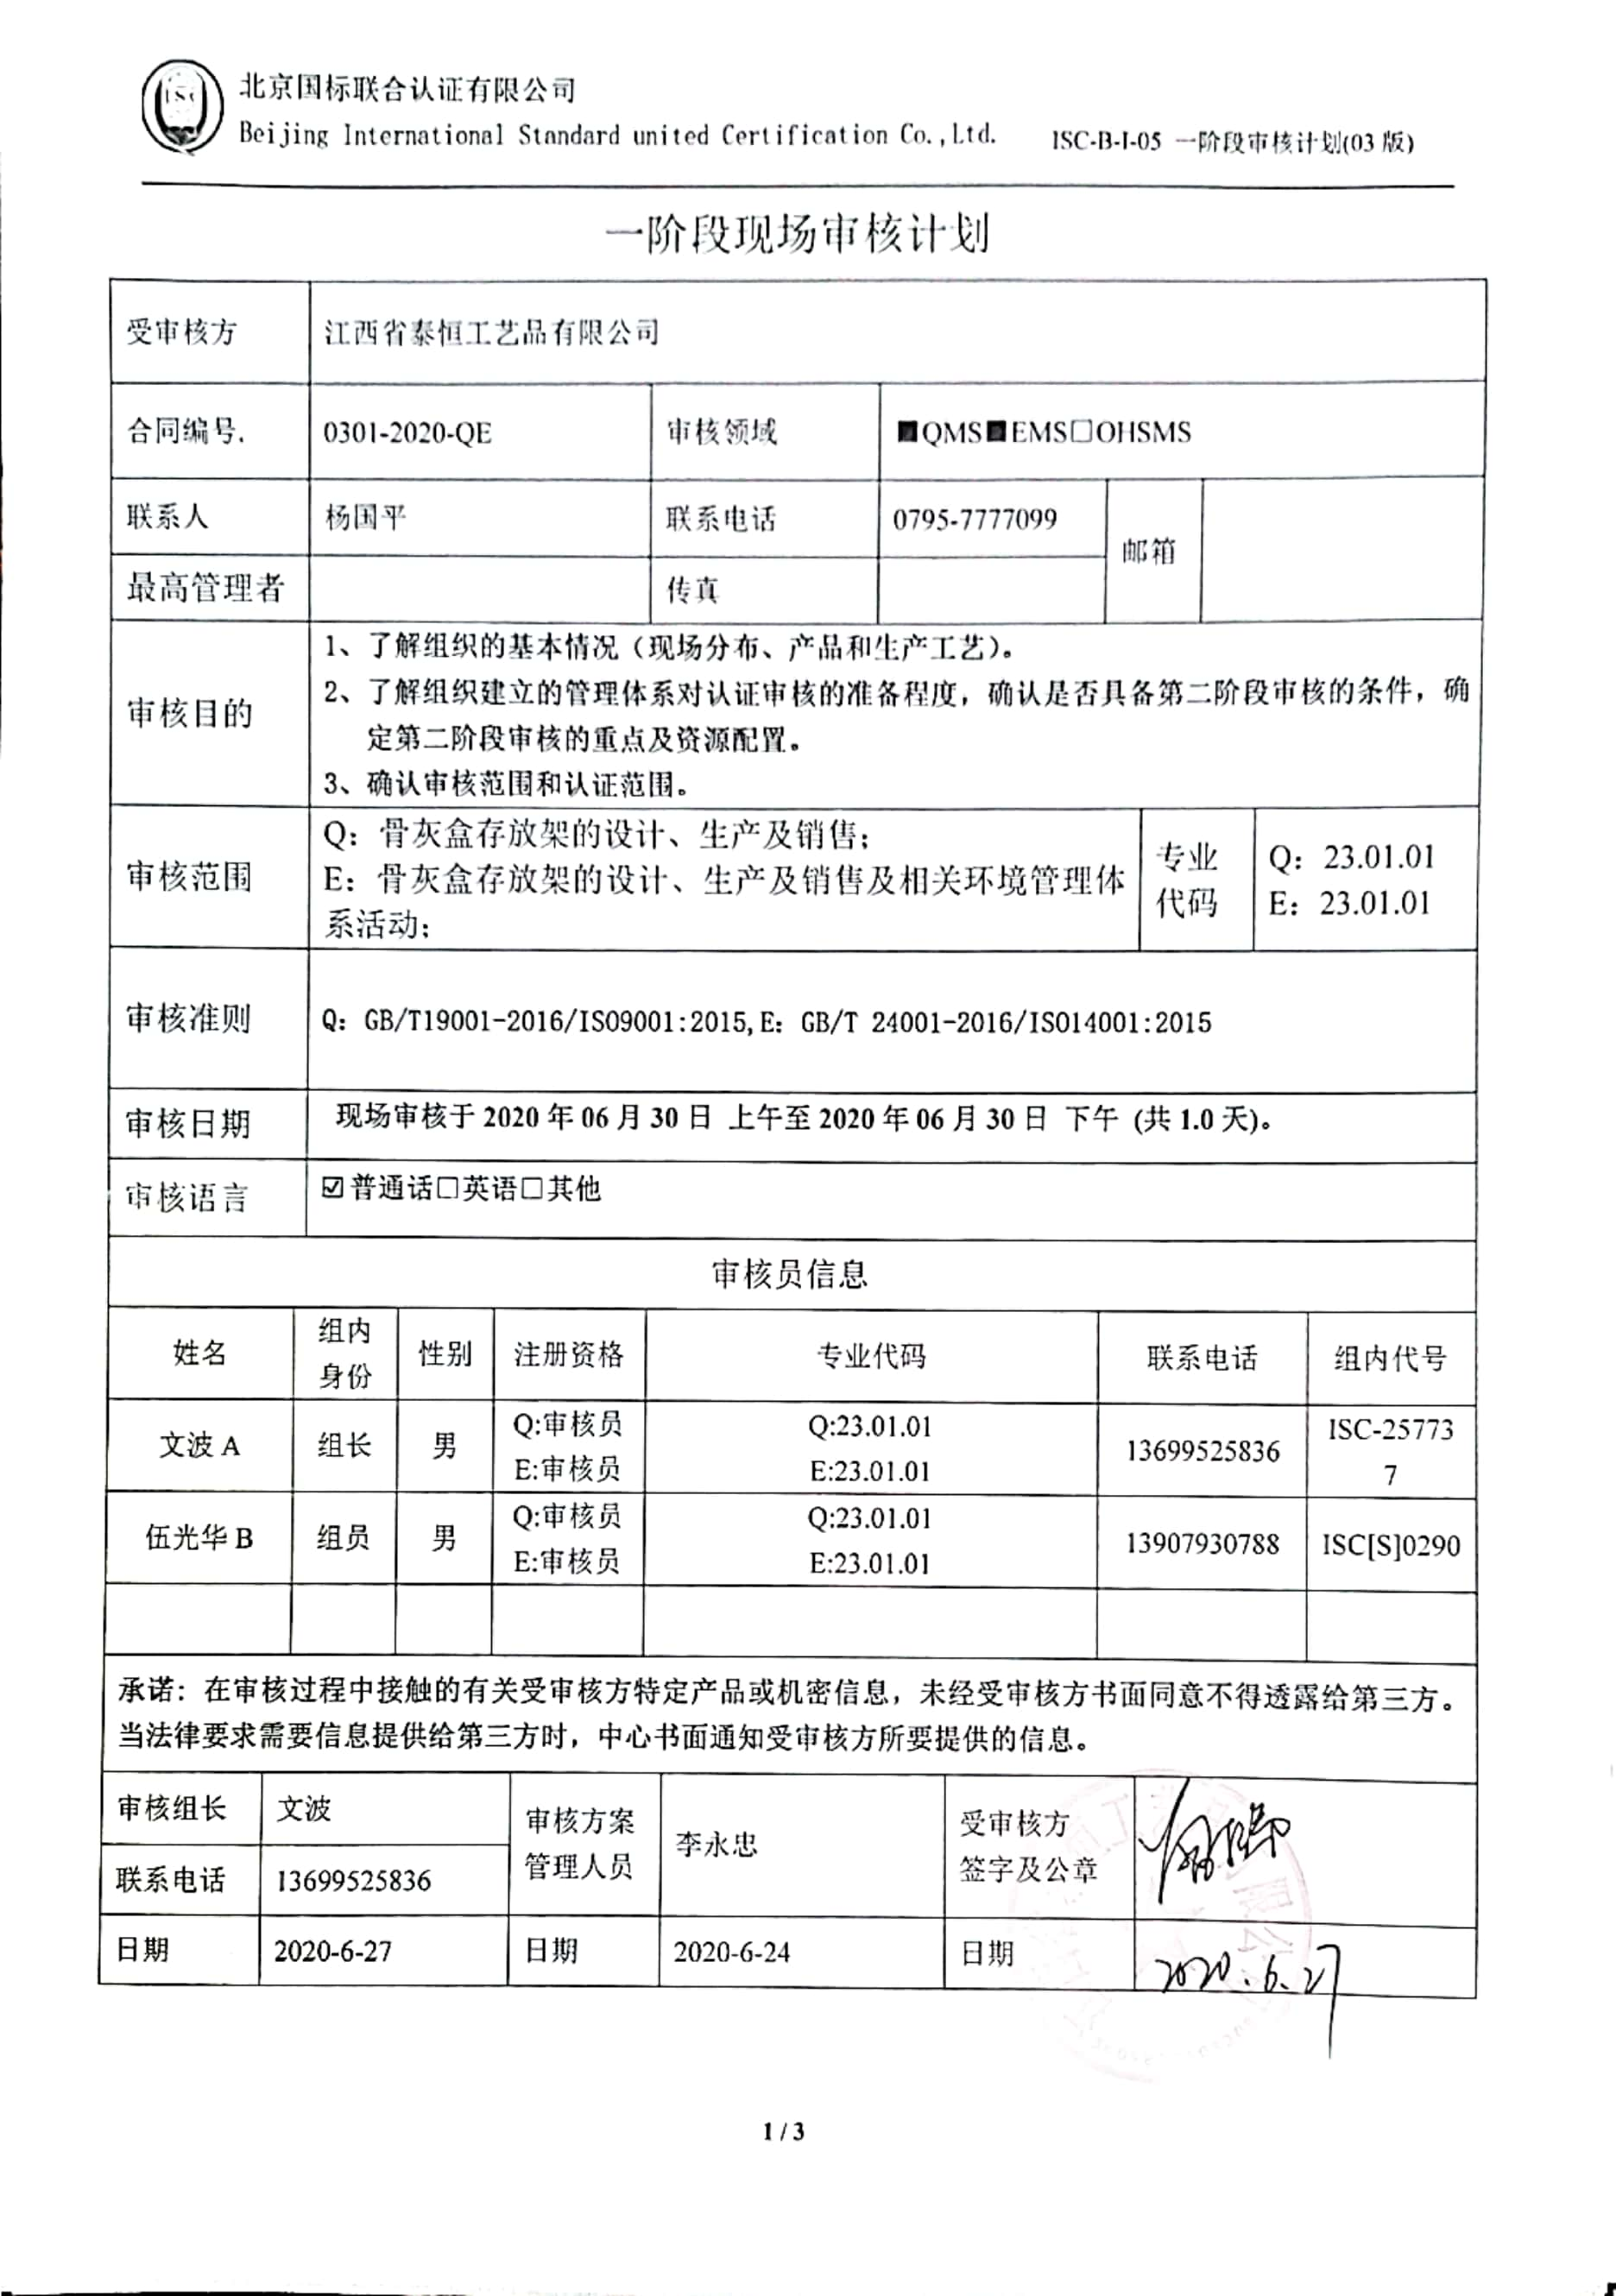 北京国标联合认证有限公司
Beijing International Standard united Certification Co.,Ltd. ISC-B-I-05 一阶段审核计划(03 版)
一阶段现场审核计划
受审核方 江西省泰恒工艺品有限公司
合同编号. 0301-2020-QE 审核领域 ■QMS■EMS□OHSMS
联系人 杨国平 联系电话 0795-7777099 邮箱
最高管理者 传真
审核目的
1、了解组织的基本情况（现场分布、产品和生产工艺）。
2、了解组织建立的管理体系对认证审核的准备程度，确认是否具备第二阶段审核的条件，确
定第二阶段审核的重点及资源配置。
3、确认审核范围和认证范围。
审核范围
Q：骨灰盒存放架的设计、生产及销售；
E：骨灰盒存放架的设计、生产及销售及相关环境管理体
系活动；
专业
代码
Q：23.01.01
E：23.01.01
审核准则 Q：GB/T19001-2016/ISO9001:2015,E：GB/T 24001-2016/ISO14001:2015
审核日期 现场审核于 2020 年 06 月 30 日 上午至 2020 年 06 月 30 日 下午 (共 1.0 天)。
审核语言 ☑普通话□英语□其他
审核员信息
姓名 组内身份 性别 注册资格 专业代码 联系电话 组内代号
文波 A 组长 男 Q:审核员 Q:23.01.01 13699525836 ISC-25773
E:审核员 E:23.01.01 7
伍光华 B 组员 男 Q:审核员 Q:23.01.01 13907930788 ISC[S]0290
E:审核员 E:23.01.01
承诺：在审核过程中接触的有关受审核方特定产品或机密信息，未经受审核方书面同意不得透露给第三方。
当法律要求需要信息提供给第三方时，中心书面通知受审核方所要提供的信息。
审核组长 文波 审核方案 李永忠 受审核方
联系电话 13699525836 管理人员 签字及公章
日期 2020-6-27 日期 2020-6-24 日期 2020.6.27
1 / 3